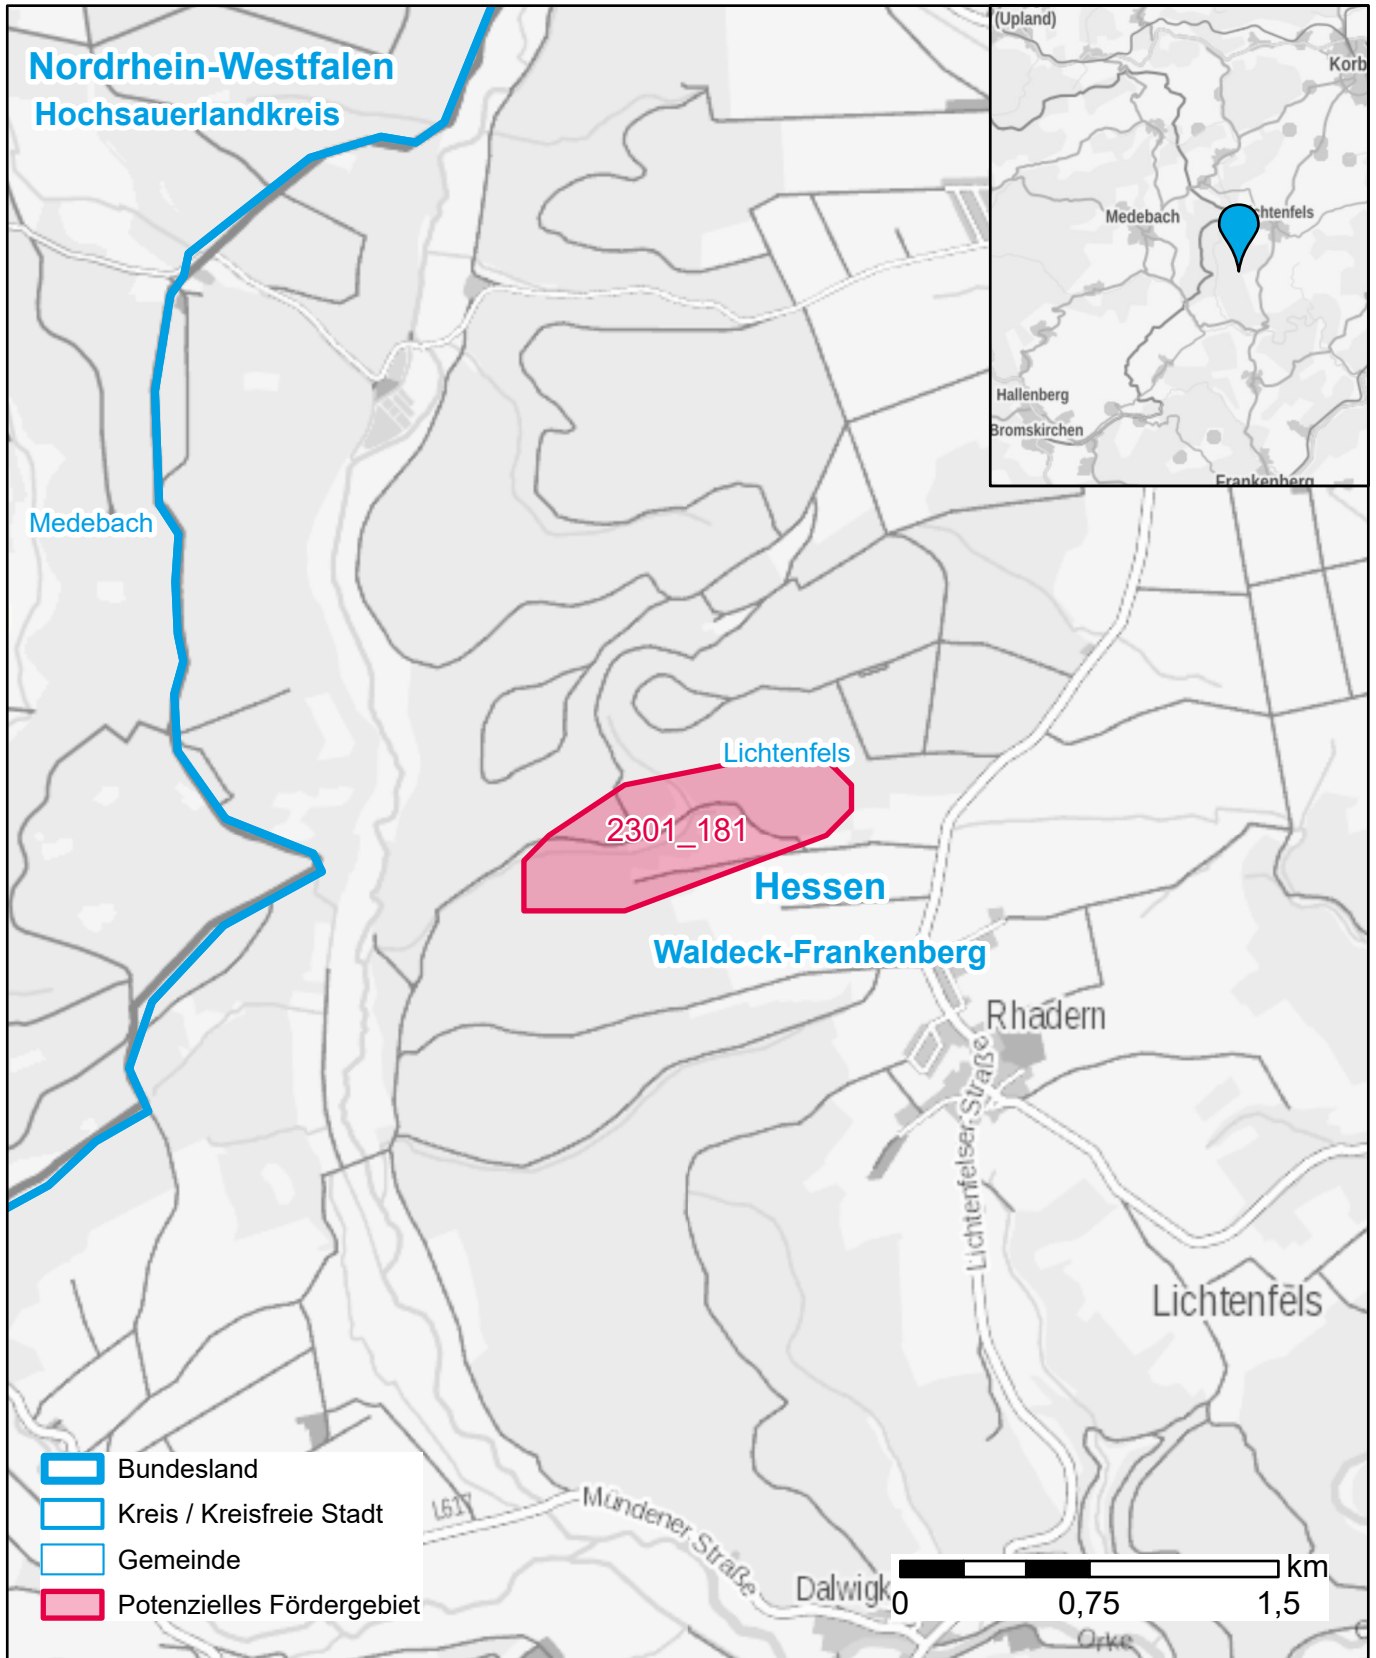 Nordrhein-Westfalen
Hochsauerlandkreis
(Upland)
Korb
Medebach
chtenfels
Hallenberg
Bromskirchen
Frankenberg
Medebach
Lichtenfels
2301_181
Hessen
Waldeck-Frankenberg
Rhadern
Lichtenfelser Straße
Lichtenfels
Bundesland
Kreis / Kreisfreie Stadt
Gemeinde
Potenzielles Fördergebiet
L617
Mündener Straße
Dalwigk
km
0 0,75 1,5
Orke